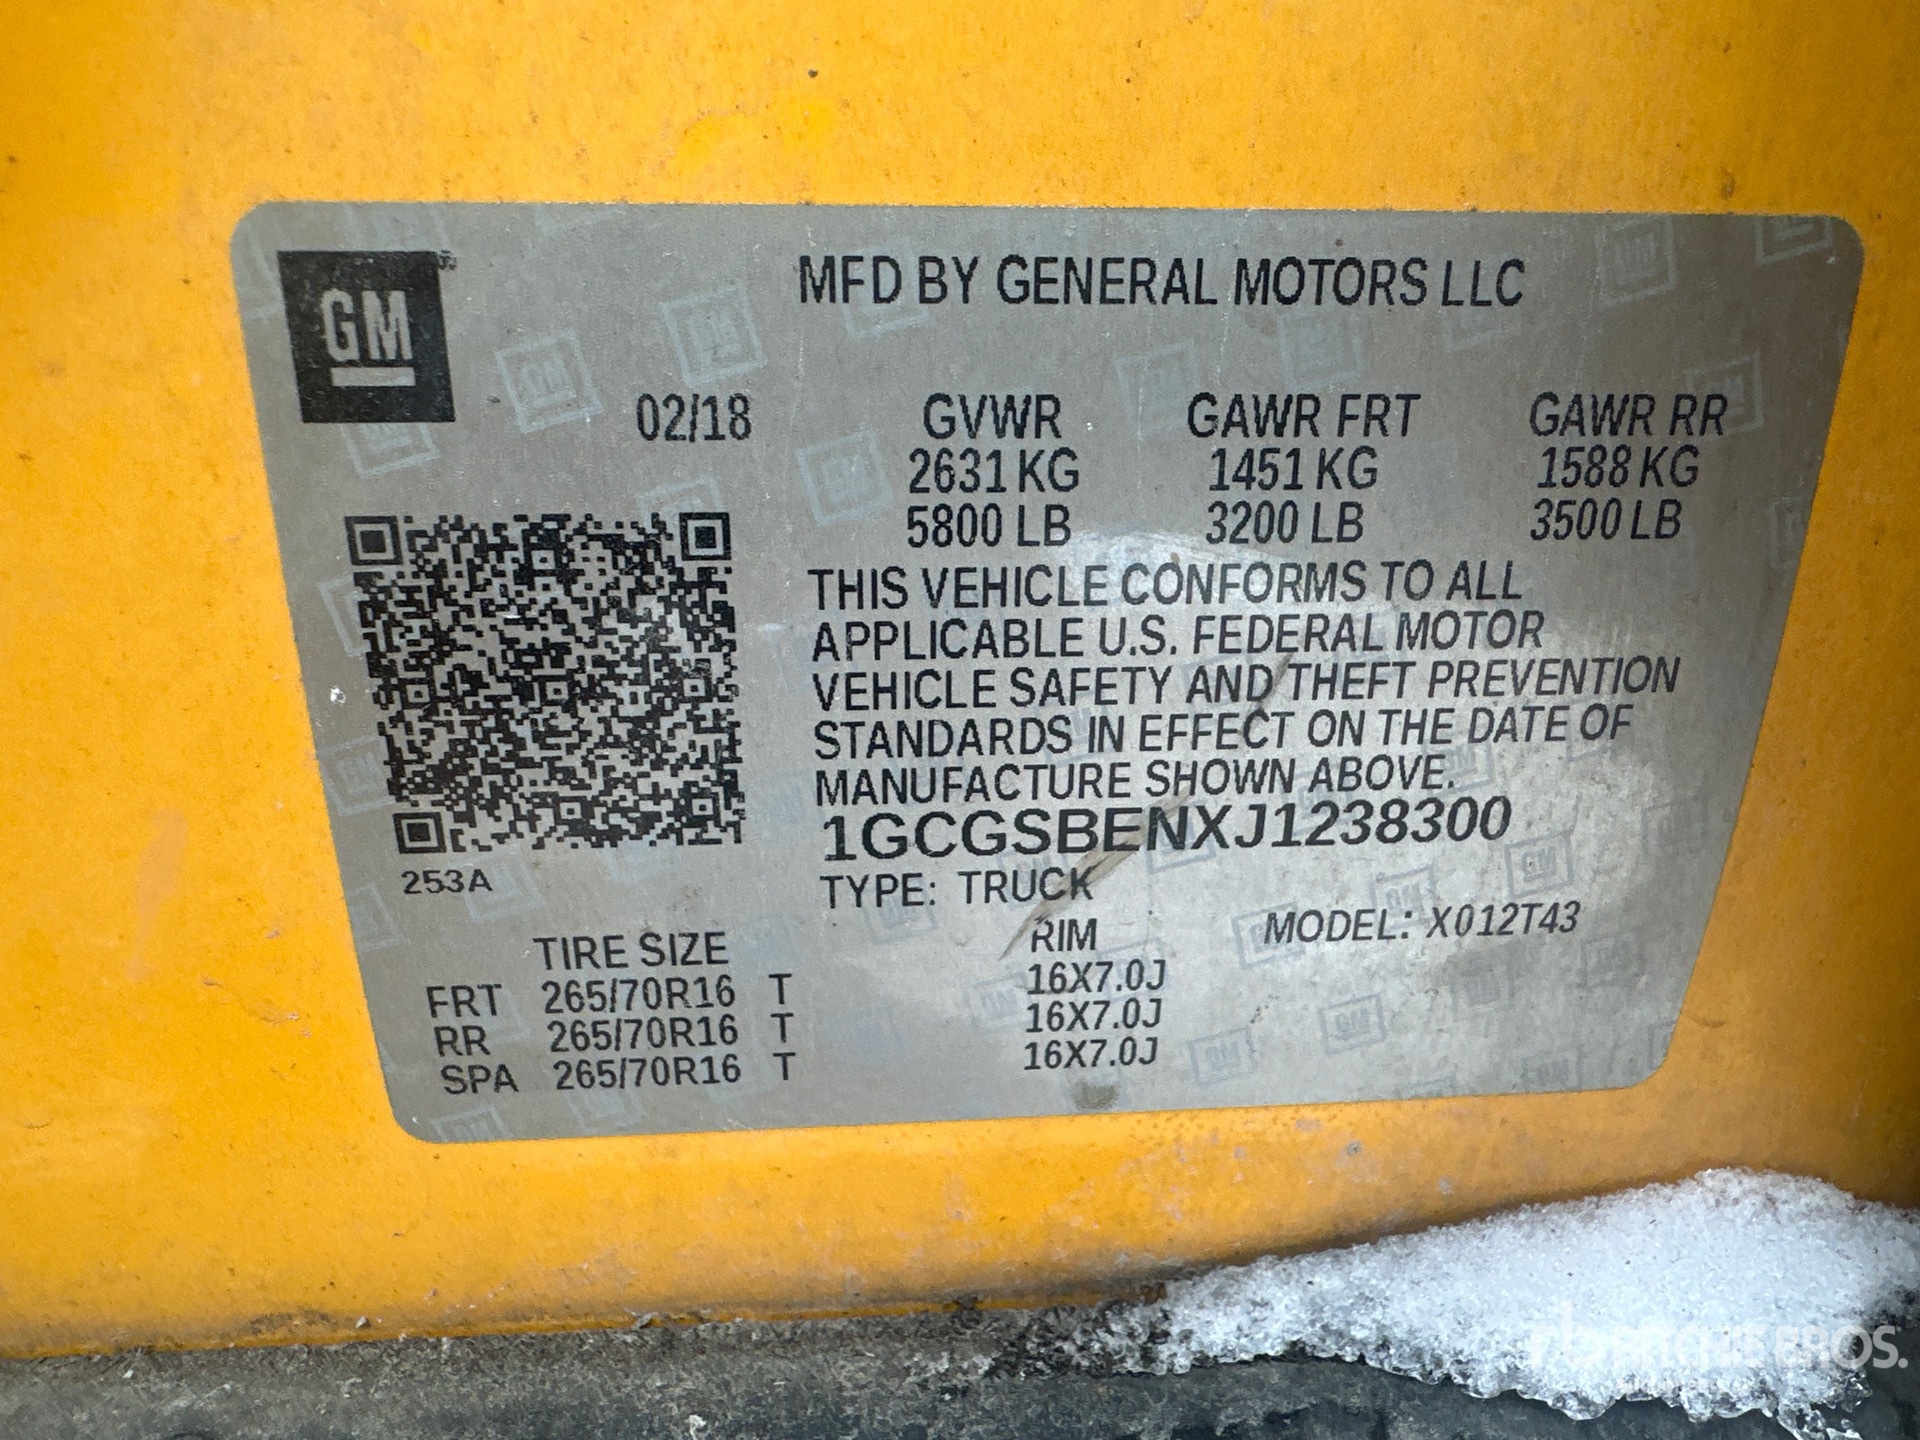 GM
MFD BY GENERAL MOTORS LLC
02/18 GVWR GAWR FRT GAWR RR
2631 KG 1451 KG 1588 KG
5800 LB 3200 LB 3500 LB
THIS VEHICLE CONFORMS TO ALL
APPLICABLE U.S. FEDERAL MOTOR
VEHICLE SAFETY AND THEFT PREVENTION
STANDARDS IN EFFECT ON THE DATE OF
MANUFACTURE SHOWN ABOVE.
1GCGSBENXJ1238300
253A
TYPE: TRUCK
MODEL: X012T43
TIRE SIZE RIM
FRT 265/70R16 T 16X7.0J
RR 265/70R16 T 16X7.0J
SPA 265/70R16 T 16X7.0J
RITCHIE BROS.